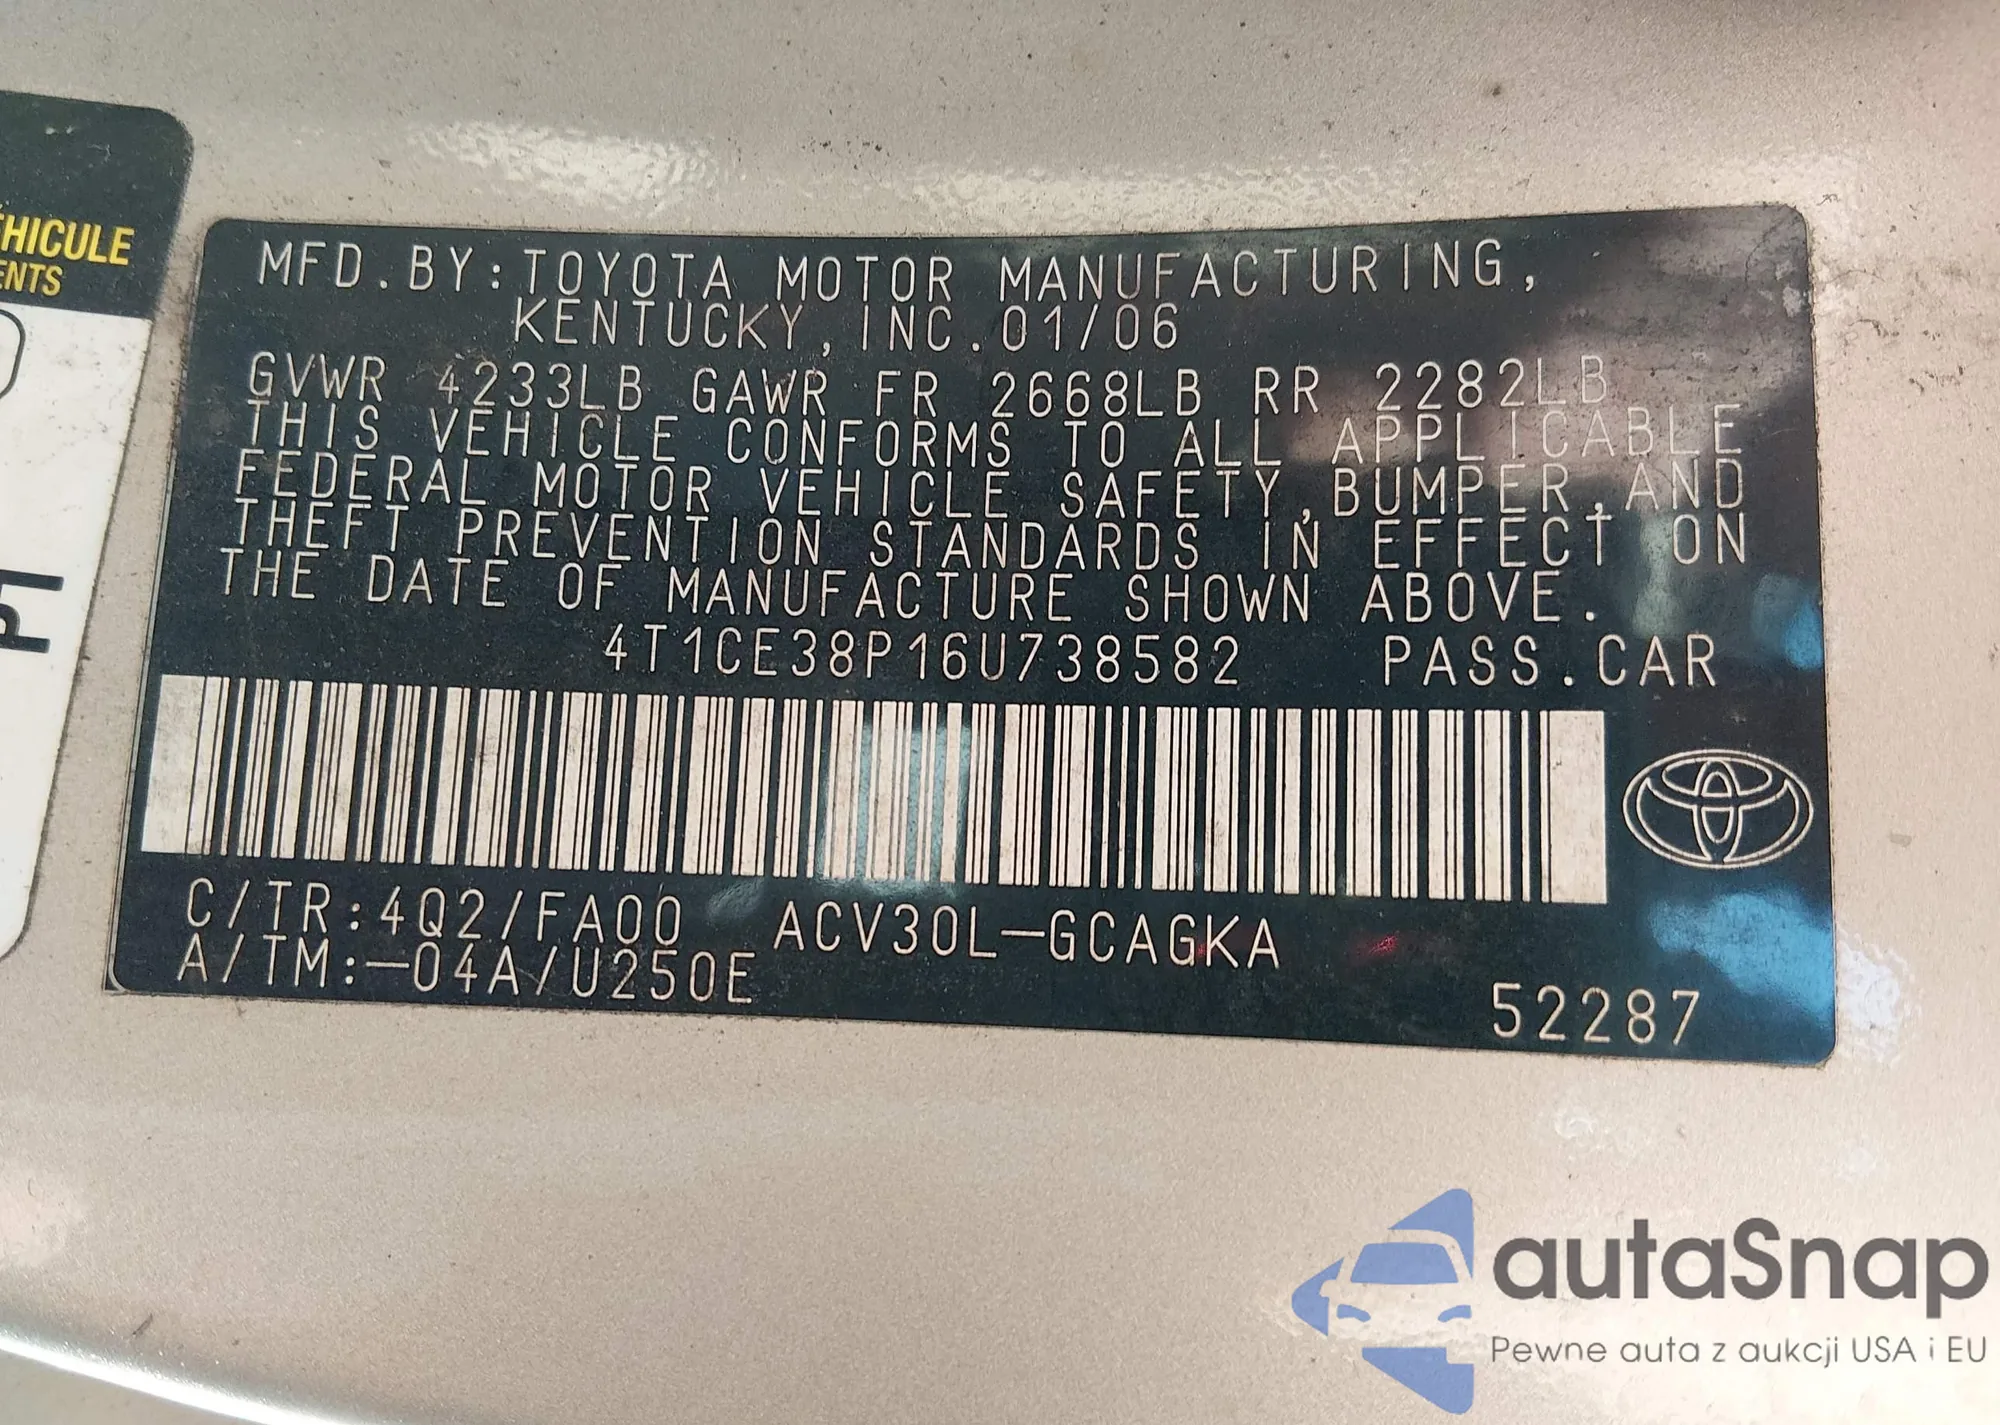 ÉHICULE
ENTS
PT
MFD.BY:TOYOTA MOTOR MANUFACTURING,
KENTUCKY,INC.01/06
GVWR 4233LB GAWR FR 2668LB RR 2282LB
THIS VEHICLE CONFORMS TO ALL APPLICABLE
FEDERAL MOTOR VEHICLE SAFETY,BUMPER,AND
THEFT PREVENTION STANDARDS IN EFFECT ON
THE DATE OF MANUFACTURE SHOWN ABOVE.
4T1CE38P16U738582 PASS.CAR
C/TR:4Q2/FA00 ACV30L-GCAGKA
A/TM:-04A/U250E
52287
autaSnap
Pewne auta z aukcji USA i EU